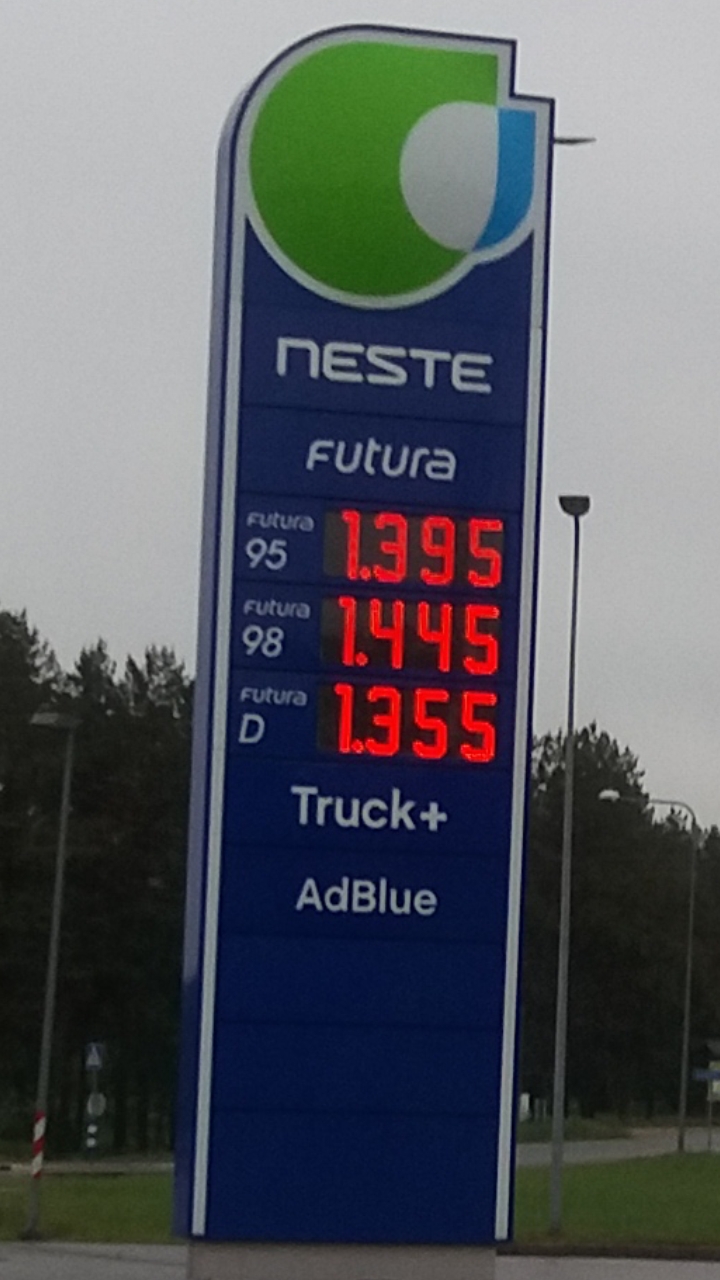 NESTE
Futura
Futura 95 1.395
Futura 98 1.445
Futura D 1.355
Truck+
AdBlue